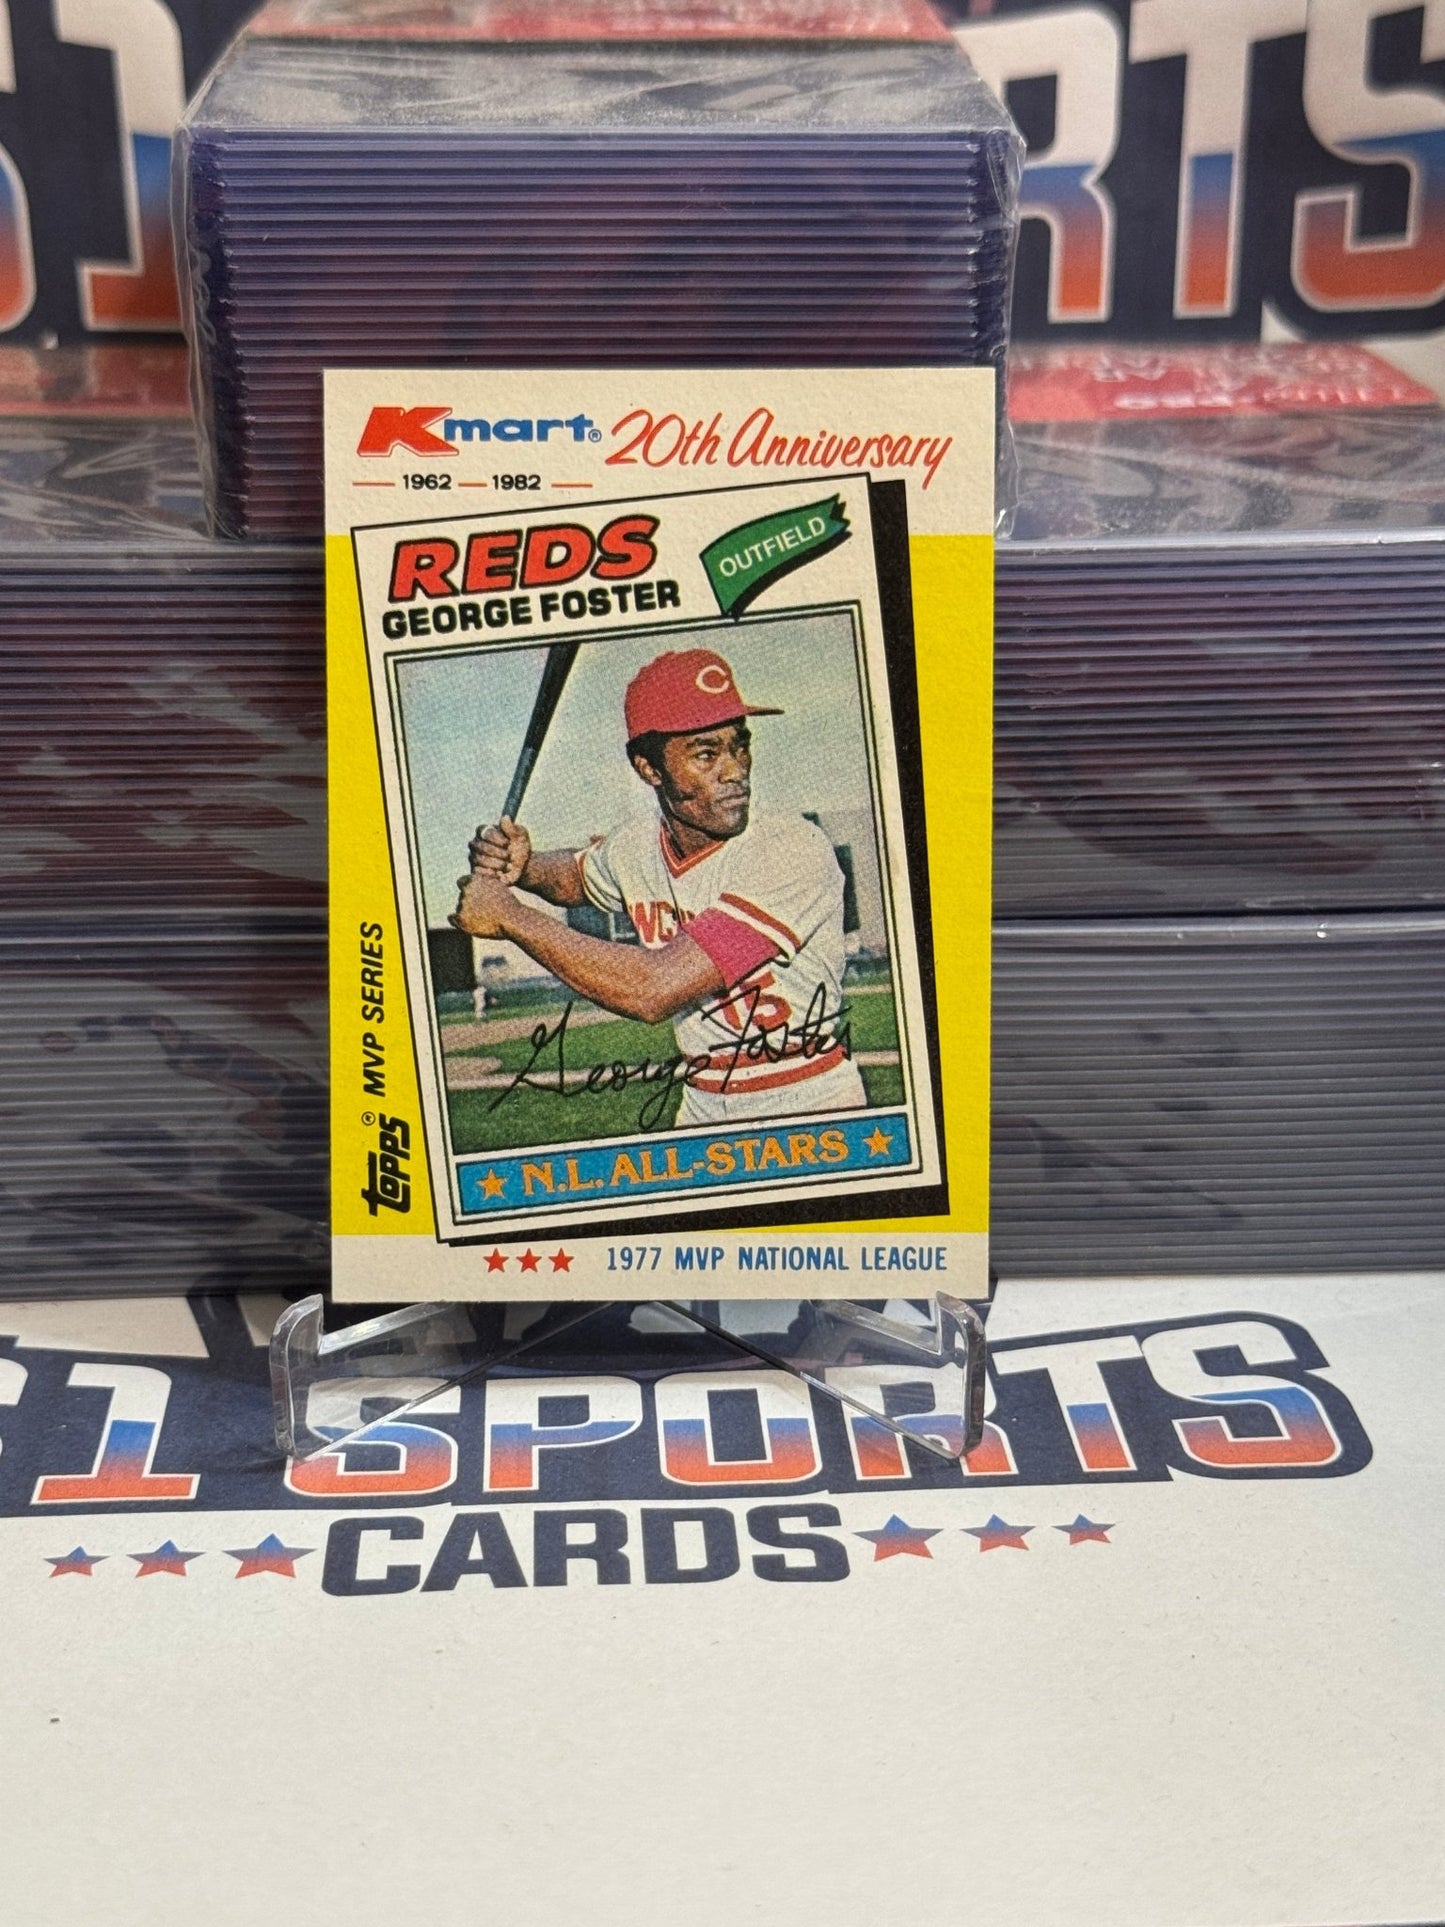 Kmart® 20th Anniversary
1962 — 1982
REDS
GEORGE FOSTER
OUTFIELD
15
George Foster
★ N.L. ALL-STARS ★
Topps® MVP SERIES
★★★ 1977 MVP NATIONAL LEAGUE
SPORTS
CARDS